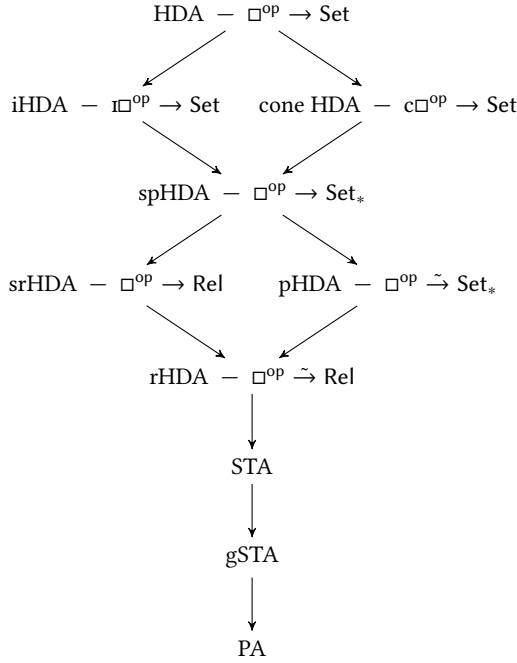 HDA – □^op → Set
iHDA – ɪ□^op → Set cone HDA – c□^op → Set
spHDA – □^op → Set_*
srHDA – □^op → Rel pHDA – □^op →̃ Set_*
rHDA – □^op →̃ Rel
STA
gSTA
PA